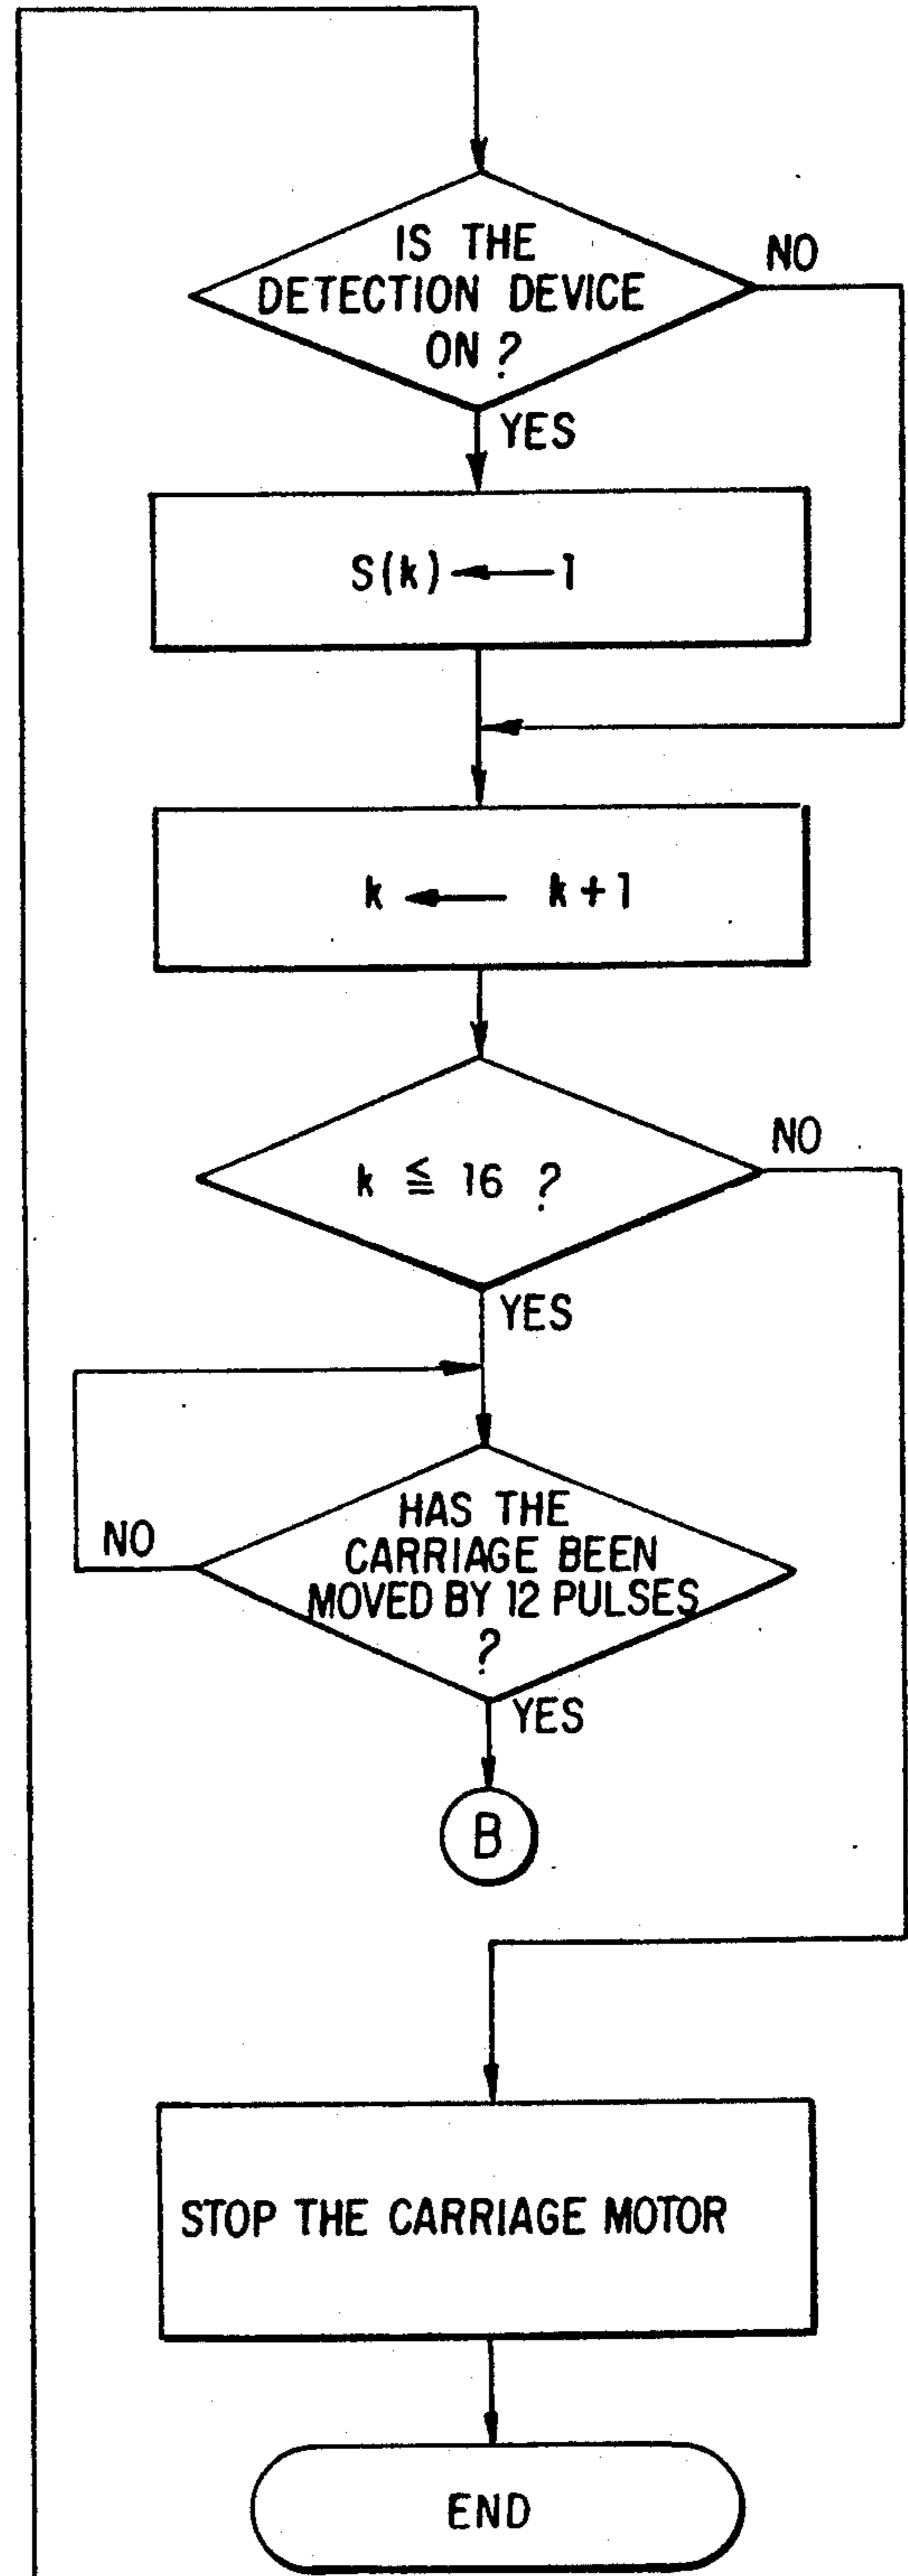 IS THE
DETECTION DEVICE
ON ?
NO
YES
S(k) ← 1
k ← k+1
k ≦ 16 ?
NO
YES
HAS THE
CARRIAGE BEEN
MOVED BY 12 PULSES
?
NO
YES
B
STOP THE CARRIAGE MOTOR
END